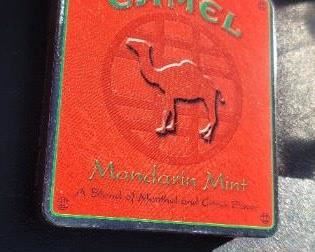 CAMEL
Mandarin Mint
A Blend of Menthol and Citrus Flavor